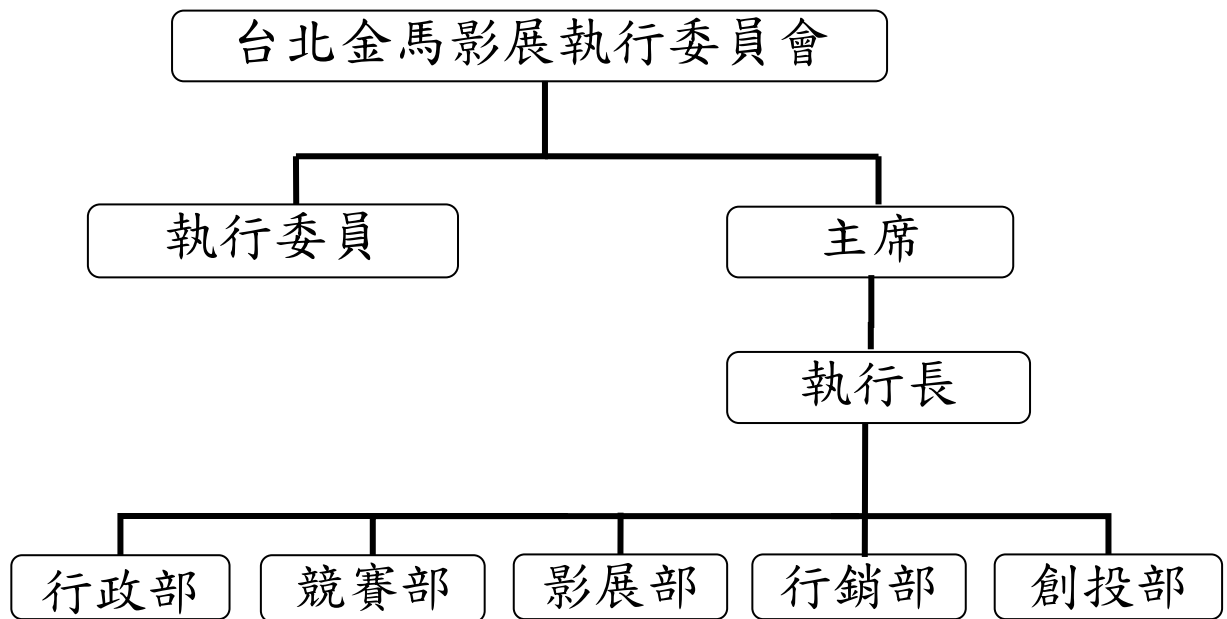 台北金馬影展執行委員會
執行委員
主席
執行長
行政部
競賽部
影展部
行銷部
創投部